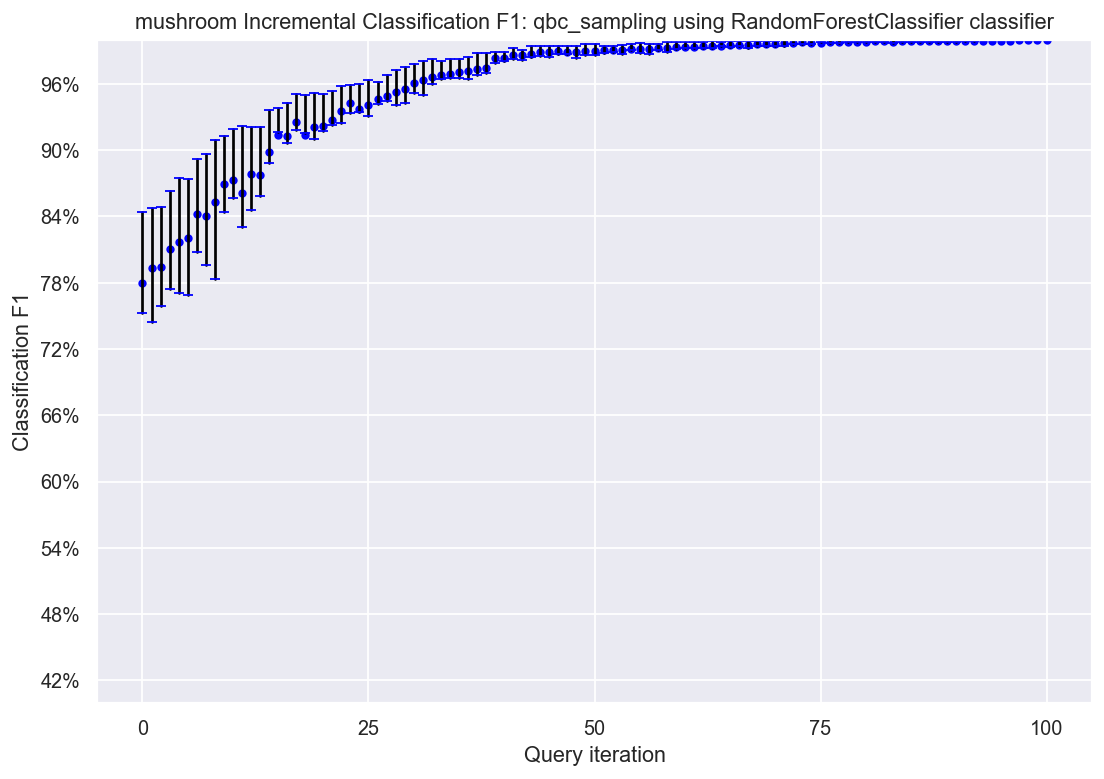 mushroom Incremental Classification F1: qbc_sampling using RandomForestClassifier classifier
96%
90%
84%
78%
72%
66%
60%
54%
48%
42%
Classification F1
0 25 50 75 100
Query iteration